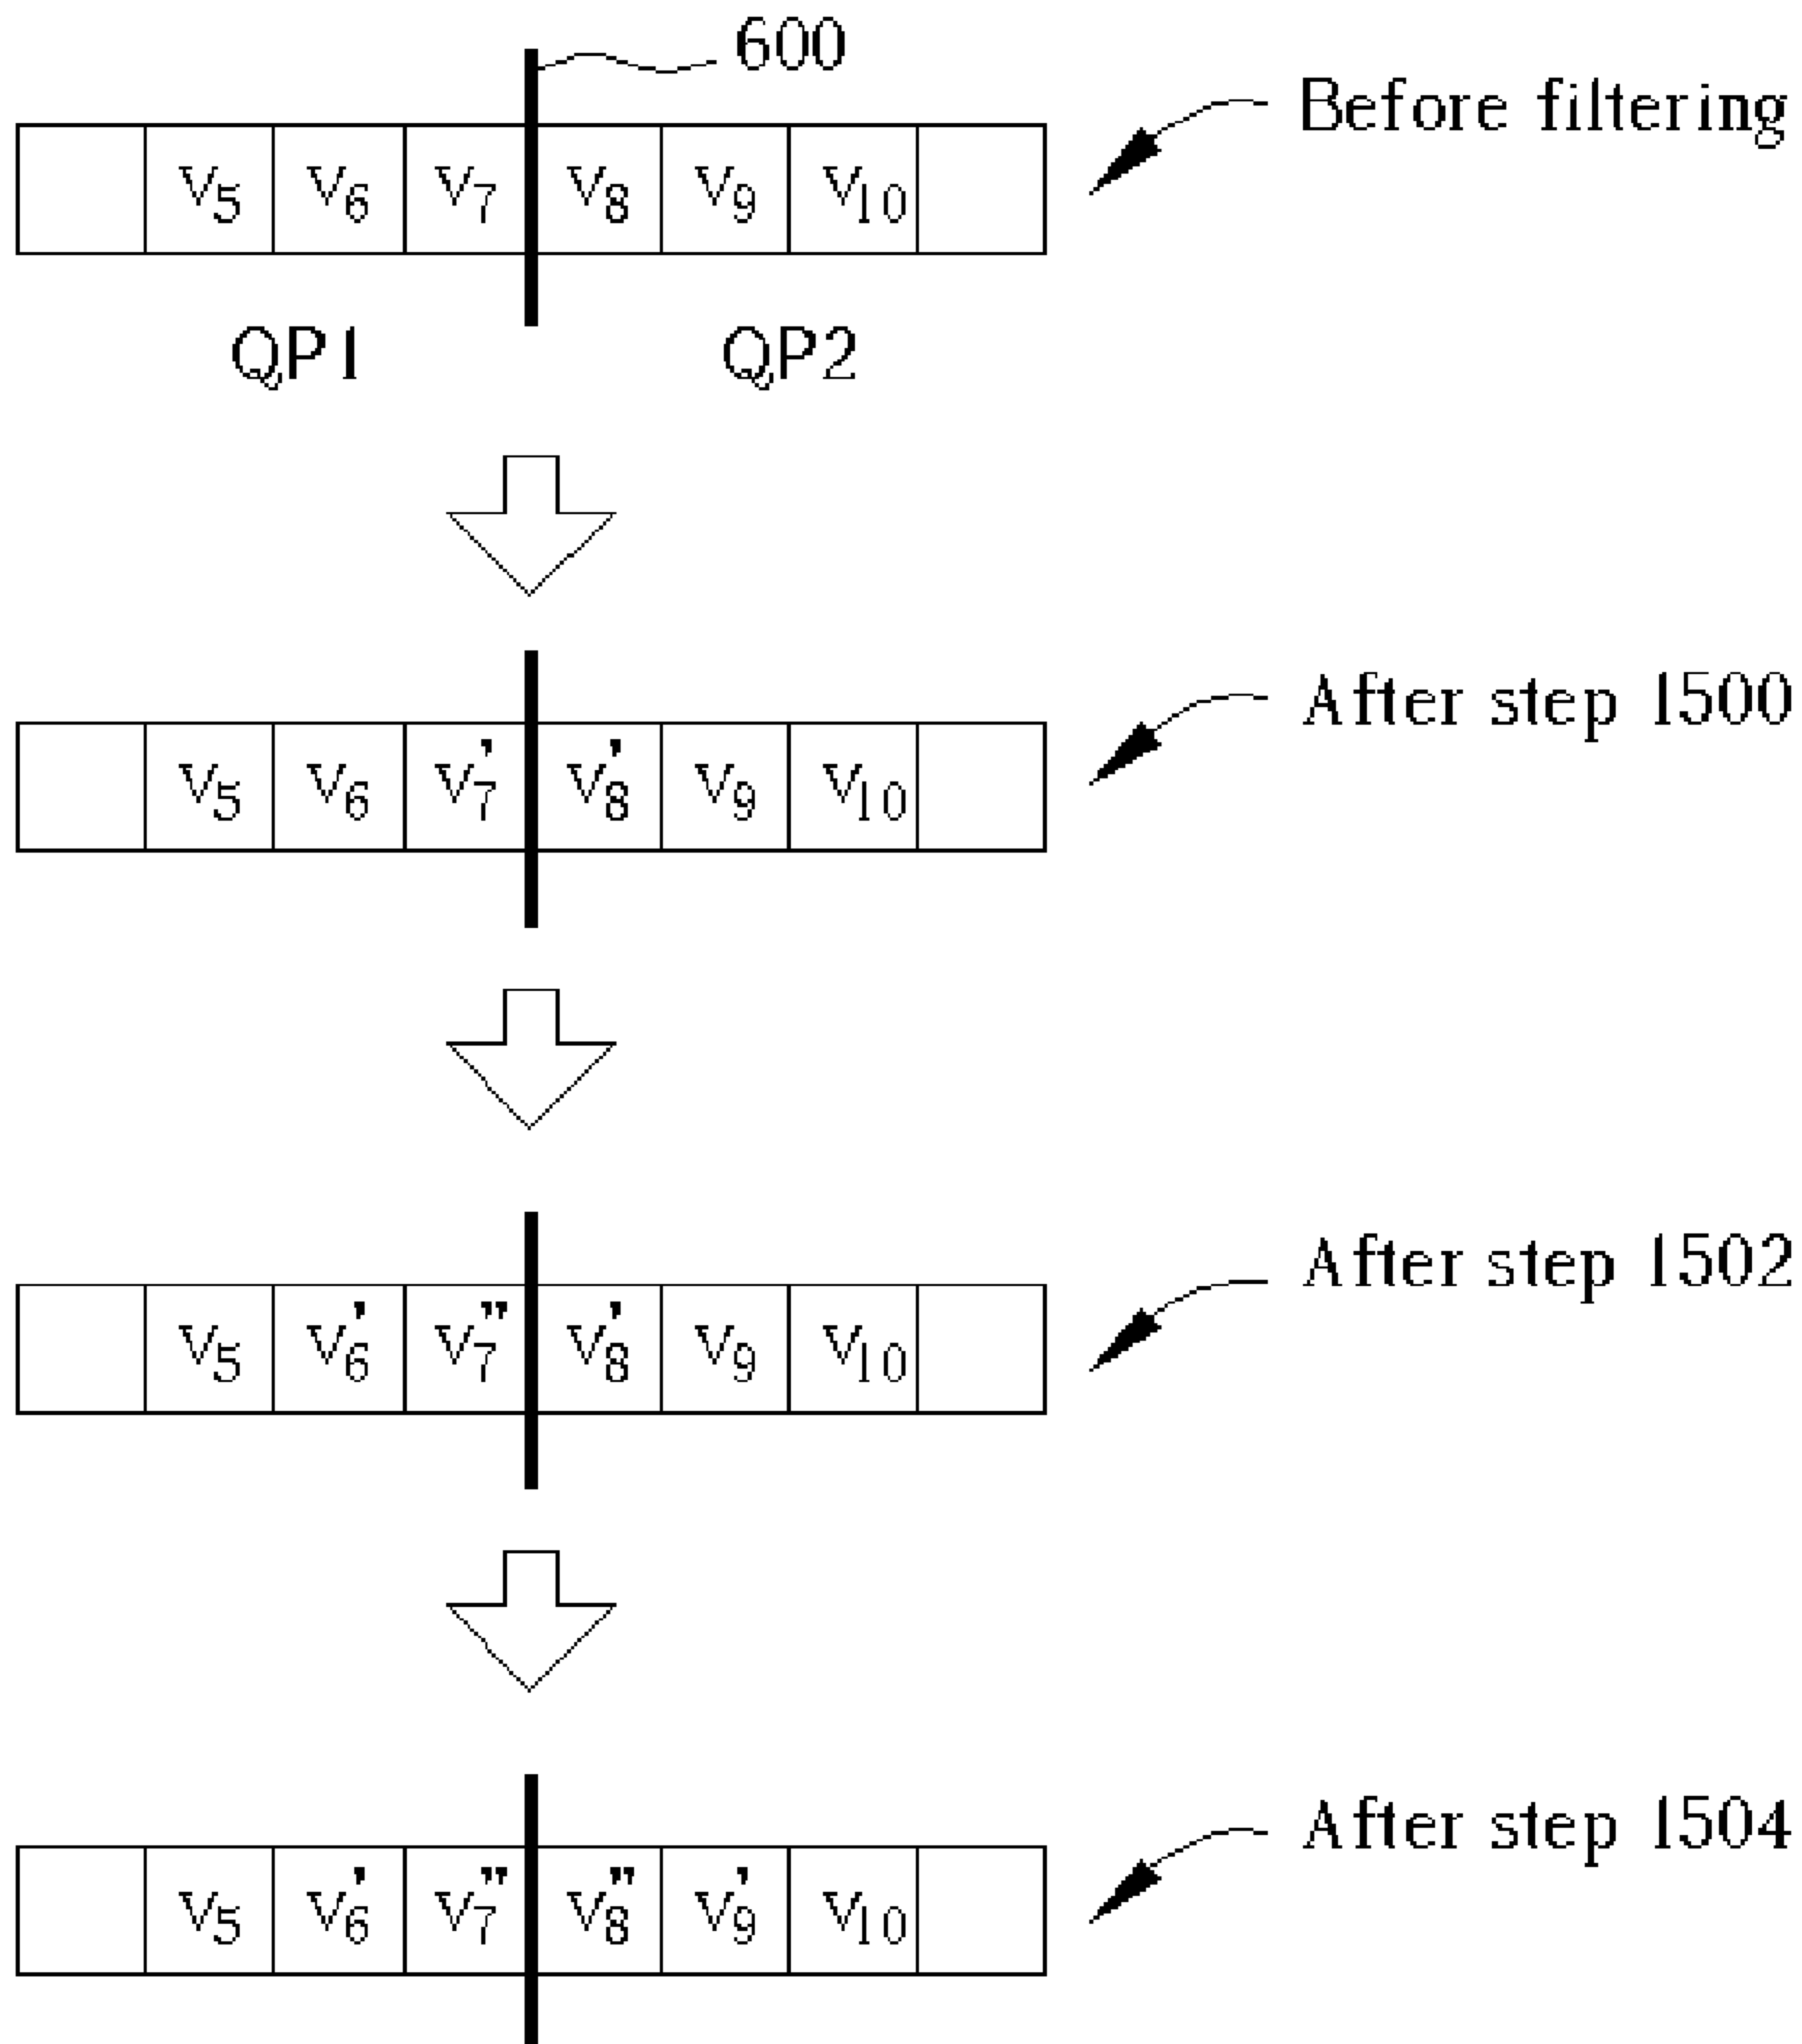 600
Before filtering
V5 V6 V7 V8 V9 V10
QP1 QP2
After step 1500
V5 V6 V7' V8' V9 V10
After step 1502
V5 V6' V7" V8' V9 V10
After step 1504
V5 V6' V7" V8" V9' V10